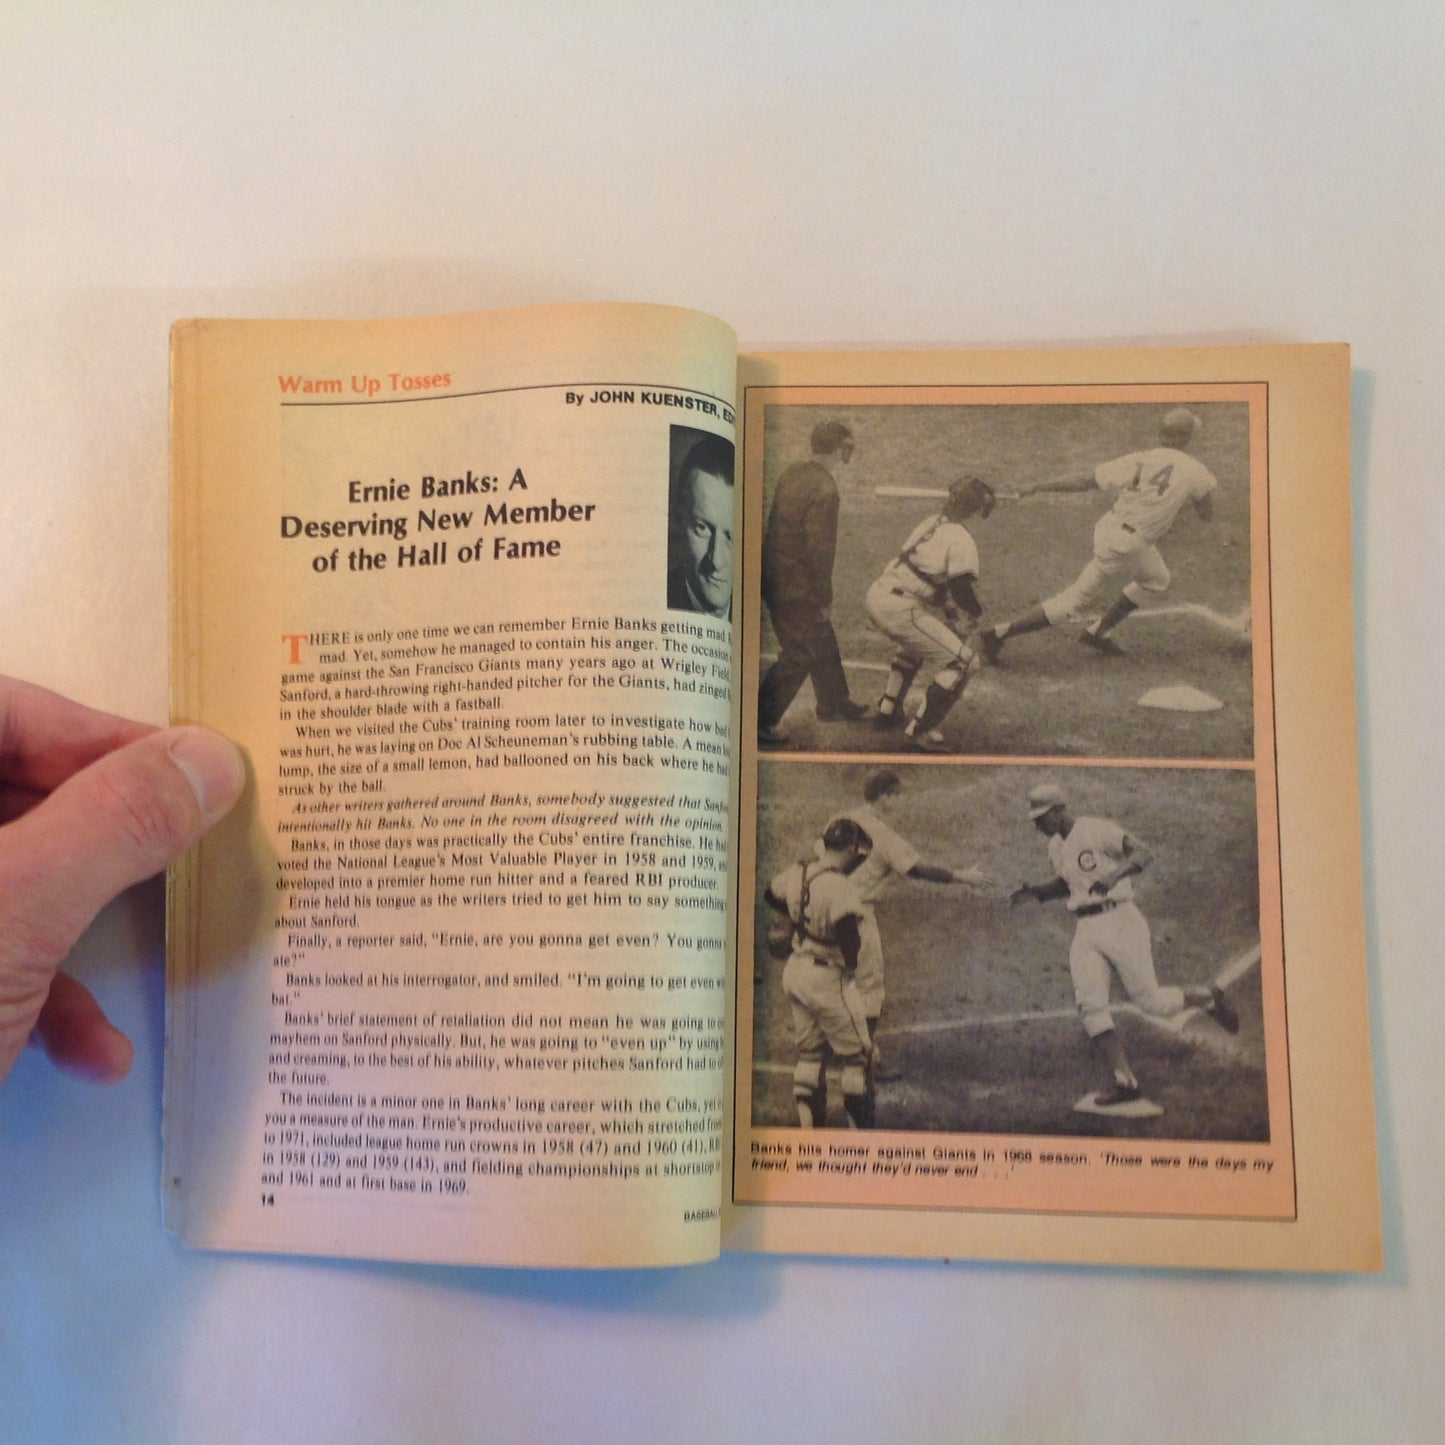 Warm Up Tosses
By JOHN KUENSTER,
Ernie Banks: A
Deserving New Member
of the Hall of Fame
THERE is only one time we can remember Ernie Banks getting mad
mad. Yet, somehow he managed to contain his anger. The occasion
game against the San Francisco Giants many years ago at Wrigley
Sanford, a hard-throwing right-handed pitcher for the Giants, had zinged
in the shoulder blade with a fastball.
When we visited the Cubs' training room later to investigate how
was hurt, he was laying on Doc Al Scheuneman's rubbing table. A mean
lump, the size of a small lemon, had ballooned on his back where he
struck by the ball.
As other writers gathered around Banks, somebody suggested that
intentionally hit Banks. No one in the room disagreed with the opinion.
Banks, in those days was practically the Cubs' entire franchise. He
voted the National League's Most Valuable Player in 1958 and 1959,
developed into a premier home run hitter and a feared RBI producer.
Ernie held his tongue as the writers tried to get him to say something
about Sanford.
Finally, a reporter said, "Ernie, are you gonna get even? You gonna
ate?"
Banks looked at his interrogator, and smiled. "I'm going to get even
bat."
Banks' brief statement of retaliation did not mean he was going to
mayhem on Sanford physically. But, he was going to "even up" by using
and creaming, to the best of his ability, whatever pitches Sanford had to
the future.
The incident is a minor one in Banks' long career with the Cubs, yet
you a measure of the man. Ernie's productive career, which stretched
to 1971, included league home run crowns in 1958 (47) and 1960 (41),
in 1958 (129) and 1959 (143), and fielding championships at shortstop
and 1961 and at first base in 1969.
14
14
C
Banks hits homer against Giants in 1968 season. 'Those were the days my
friend, we thought they'd never end . . .'